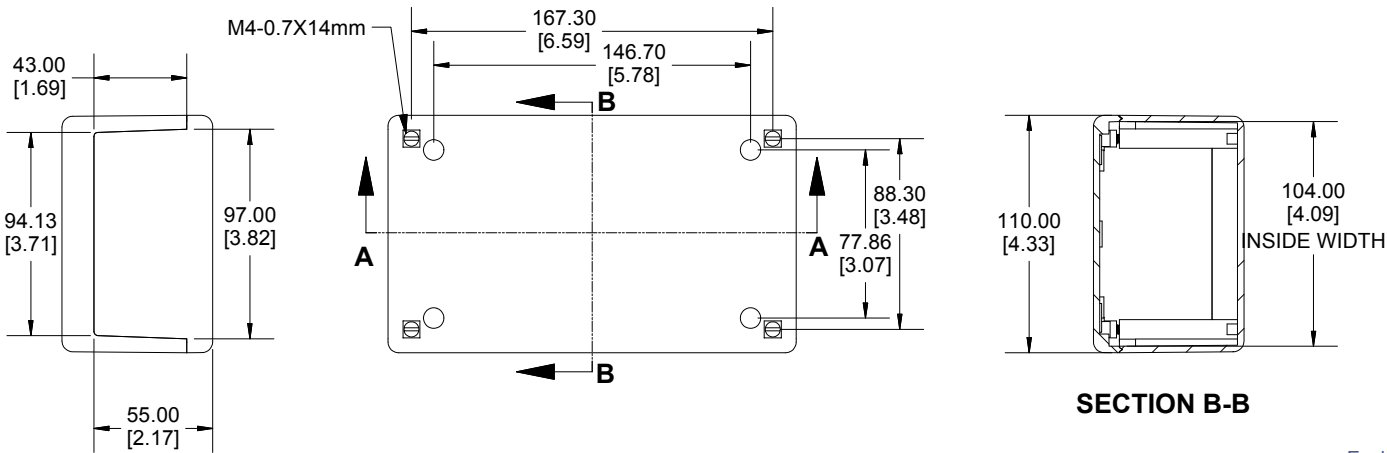 M4-0.7X14mm
167.30
[6.59]
146.70
[5.78]
43.00
[1.69]
B
94.13
[3.71]
97.00
[3.82]
A
A
88.30
[3.48]
77.86
[3.07]
B
55.00
[2.17]
110.00
[4.33]
104.00
[4.09]
INSIDE WIDTH
SECTION B-B